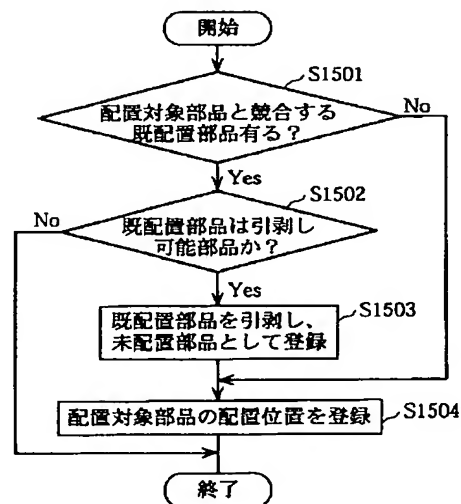 開始
S1501
配置対象部品と競合する
既配置部品有る？
No
Yes
S1502
No
既配置部品は引剥し
可能部品か？
Yes
S1503
既配置部品を引剥し、
未配置部品として登録
配置対象部品の配置位置を登録
S1504
終了